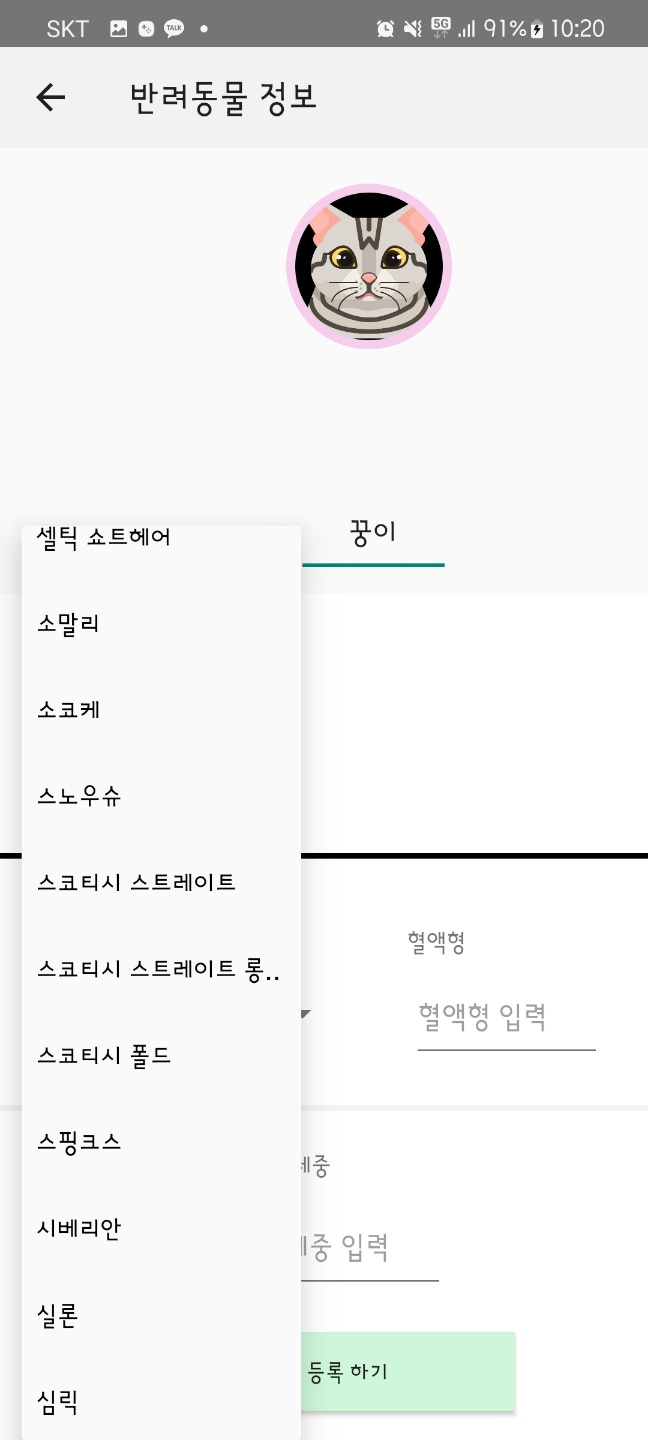 SKT TALK 5G 91% 10:20
반려동물 정보
꿍이
셀틱 쇼트헤어
소말리
소코케
스노우슈
스코티시 스트레이트
혈액형
스코티시 스트레이트 롱..
혈액형 입력
스코티시 폴드
스핑크스
체중
시베리안
체중 입력
실론
등록 하기
심릭